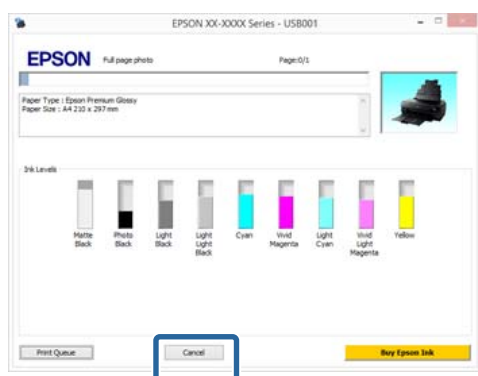 EPSON XX-XXXX Series - USB001
EPSON Full page photo Page:0/1
Paper Type : Epson Premium Glossy
Paper Size : A4 210 x 297 mm
Ink Levels
Matte Black
Photo Black
Light Black
Light Light Black
Cyan
Vivid Magenta
Light Cyan
Vivid Light Magenta
Yellow
Print Queue Cancel Buy Epson Ink